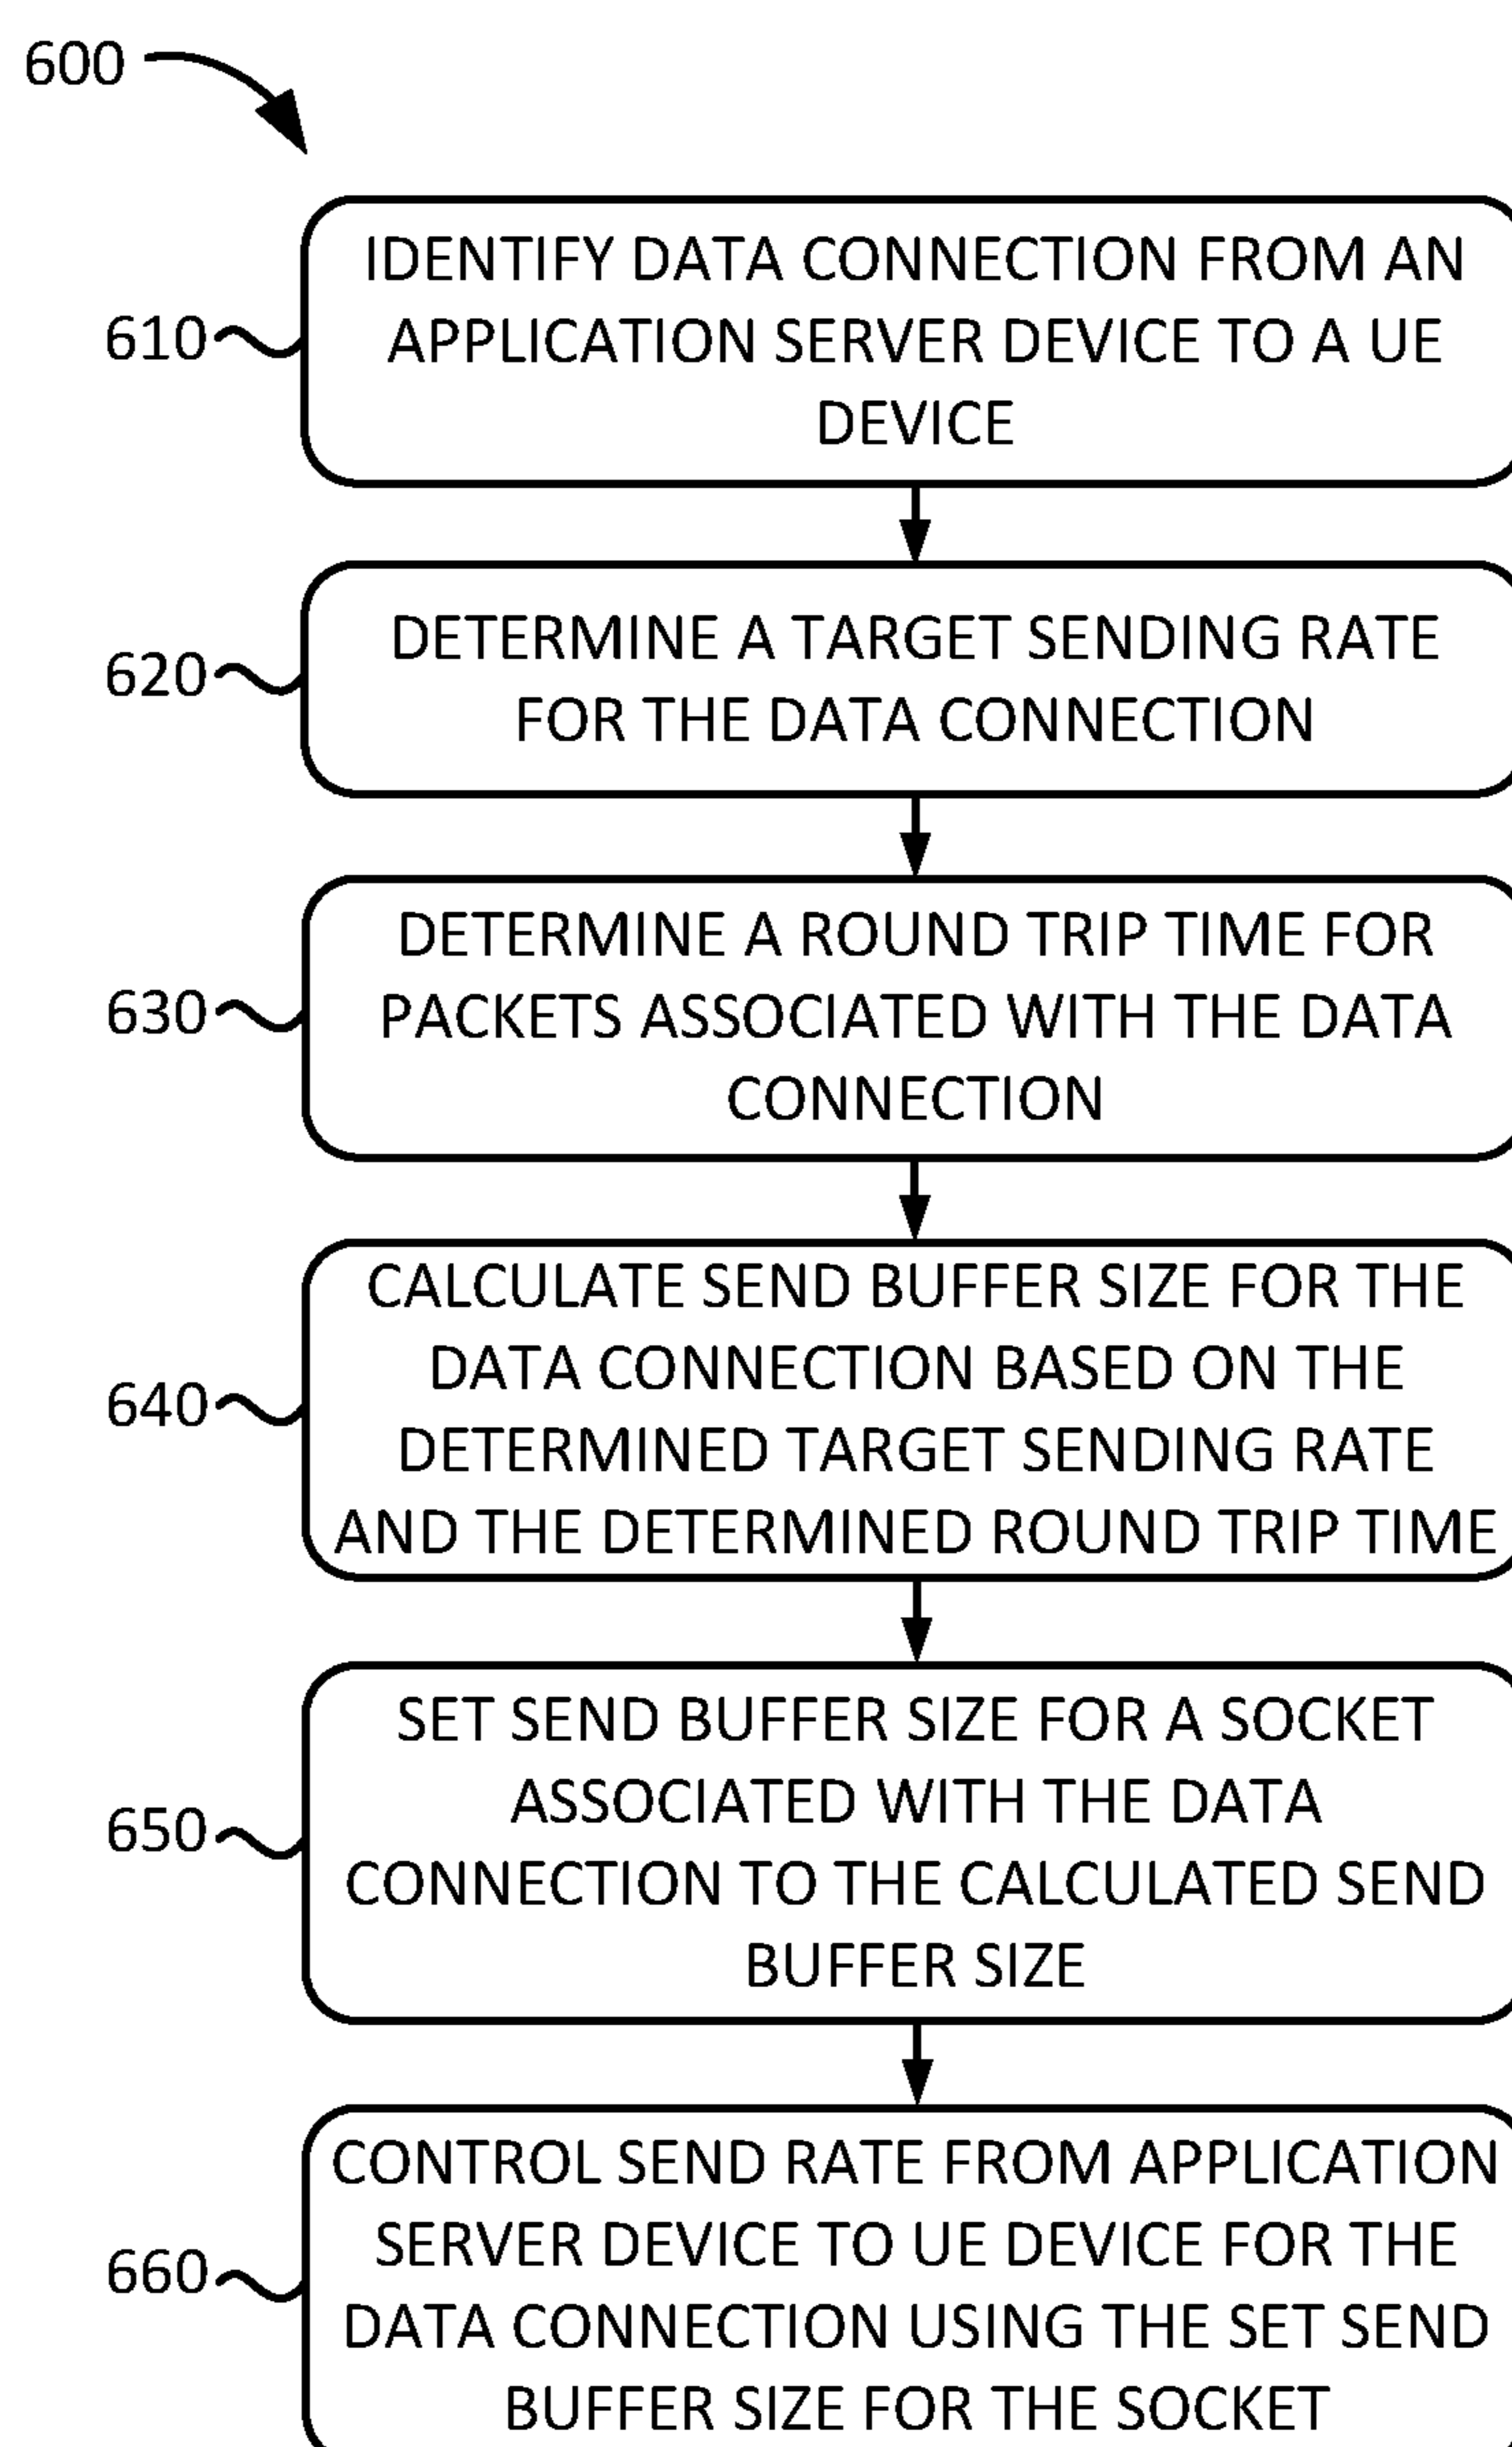 600
IDENTIFY DATA CONNECTION FROM AN
APPLICATION SERVER DEVICE TO A UE
DEVICE
610
DETERMINE A TARGET SENDING RATE
FOR THE DATA CONNECTION
620
DETERMINE A ROUND TRIP TIME FOR
PACKETS ASSOCIATED WITH THE DATA
CONNECTION
630
CALCULATE SEND BUFFER SIZE FOR THE
DATA CONNECTION BASED ON THE
DETERMINED TARGET SENDING RATE
AND THE DETERMINED ROUND TRIP TIME
640
SET SEND BUFFER SIZE FOR A SOCKET
ASSOCIATED WITH THE DATA
CONNECTION TO THE CALCULATED SEND
BUFFER SIZE
650
CONTROL SEND RATE FROM APPLICATION
SERVER DEVICE TO UE DEVICE FOR THE
DATA CONNECTION USING THE SET SEND
BUFFER SIZE FOR THE SOCKET
660